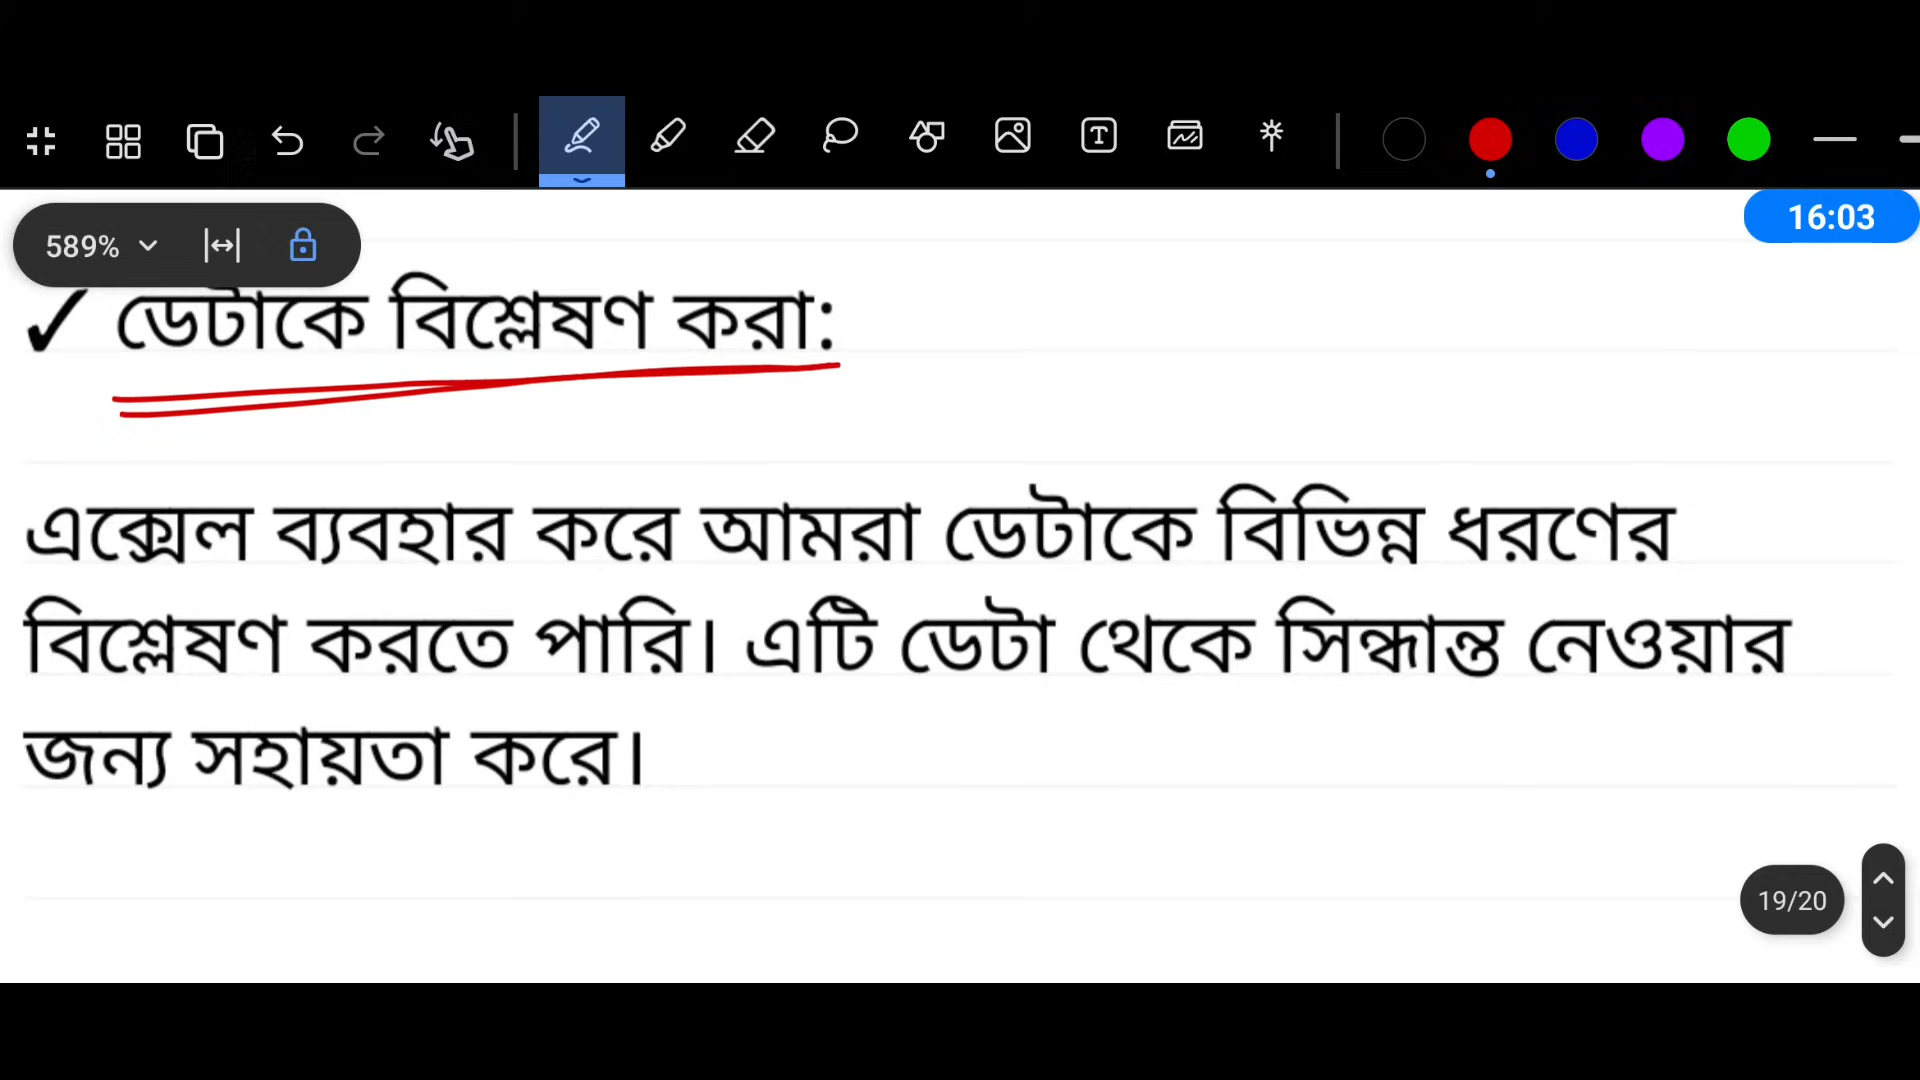 589%
16:03
✓ ডেটাকে বিশ্লেষণ করা:
এক্সেল ব্যবহার করে আমরা ডেটাকে বিভিন্ন ধরণের
বিশ্লেষণ করতে পারি। এটি ডেটা থেকে সিন্ধান্ত নেওয়ার
জন্য সহায়তা করে।
19/20